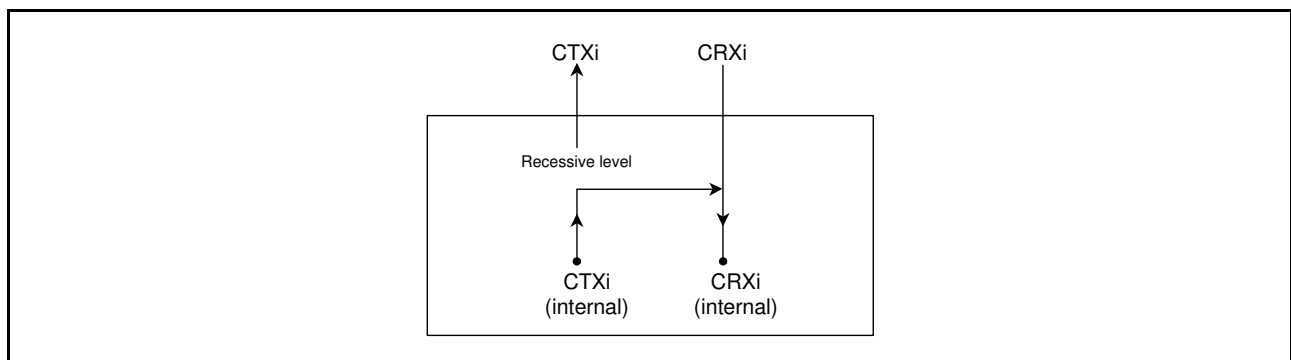 CTXi CRXi
Recessive level
CTXi CRXi
(internal) (internal)